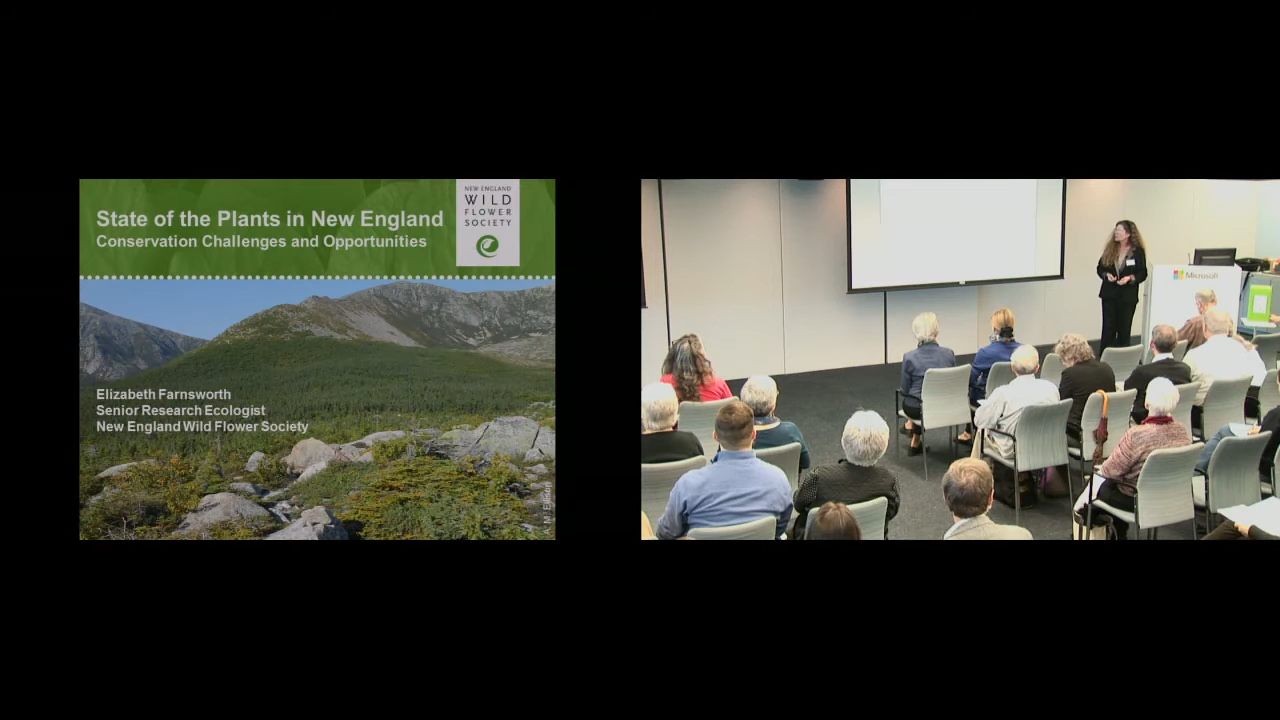 State of the Plants in New England
Conservation Challenges and Opportunities
NEW ENGLAND
WILD
FLOWER
SOCIETY
Elizabeth Farnsworth
Senior Research Ecologist
New England Wild Flower Society
Microsoft